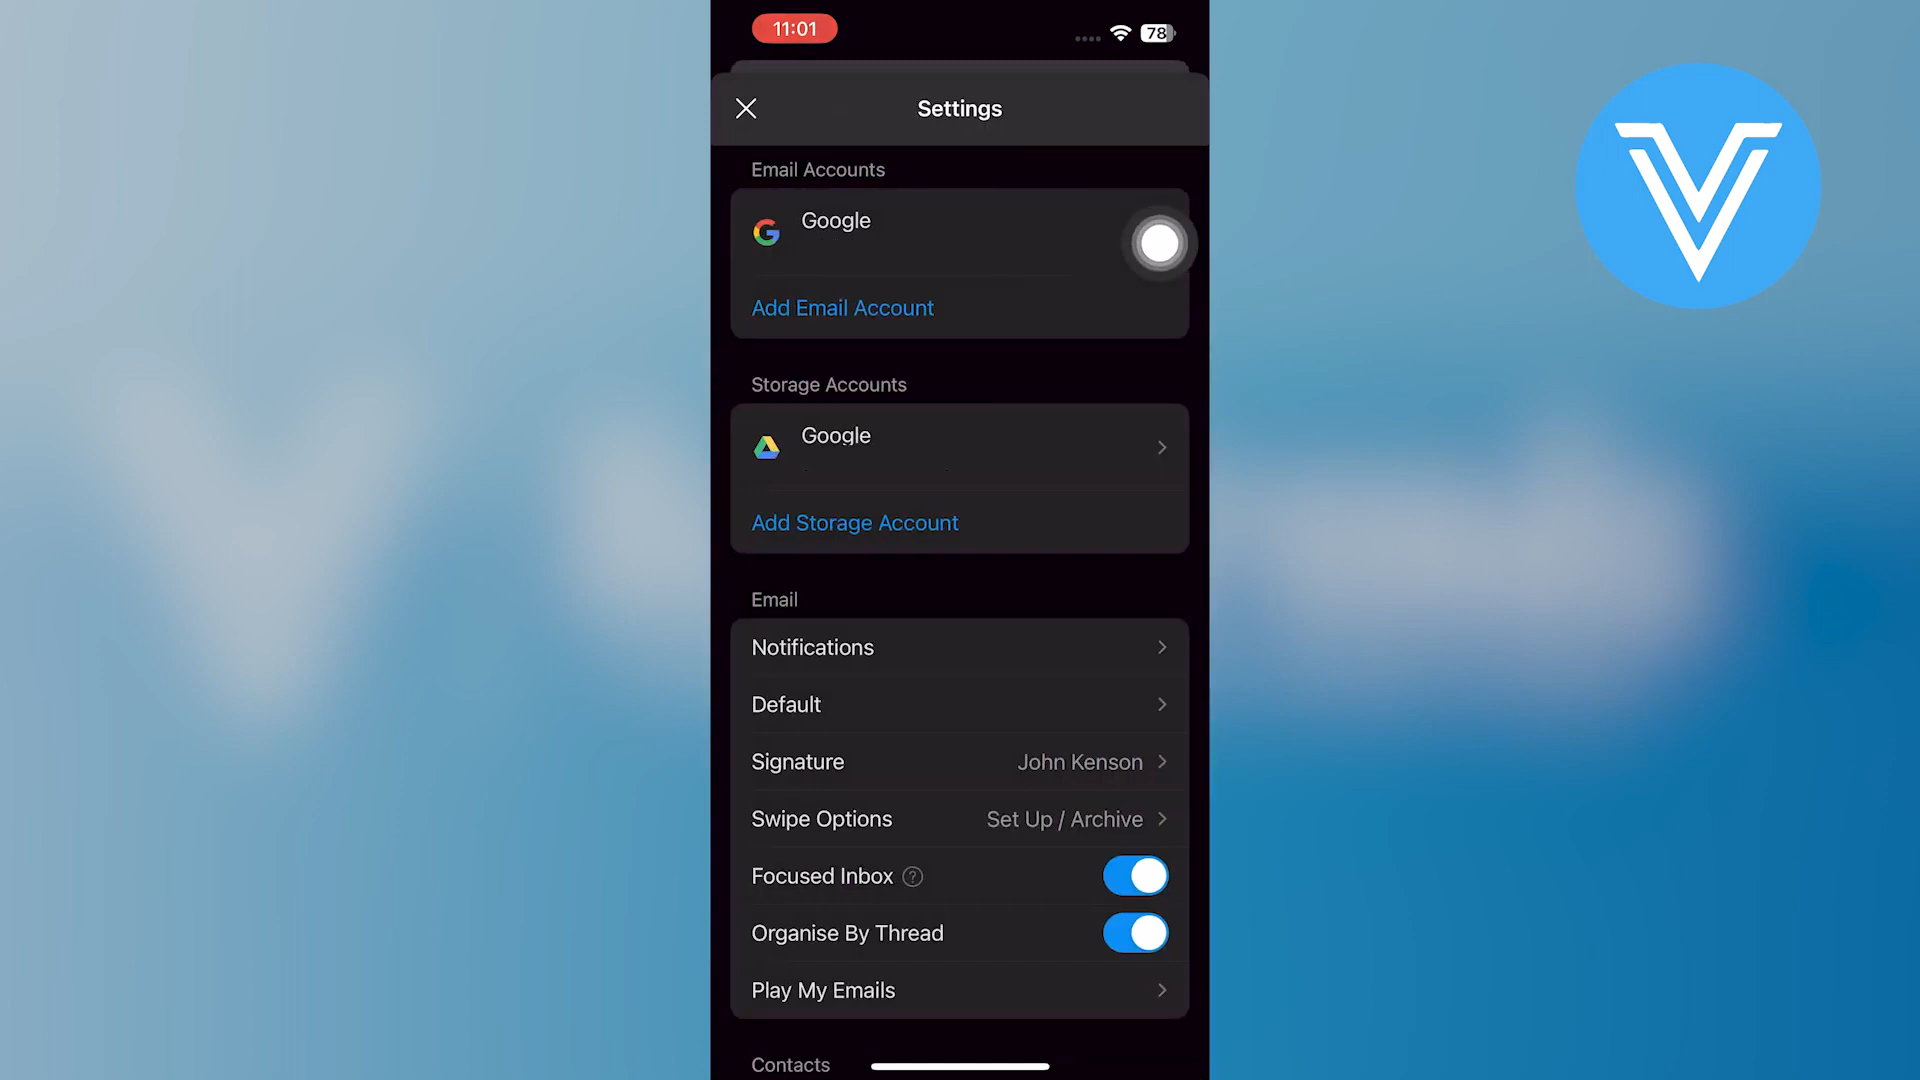 11:01
78
Settings
Email Accounts
Google
Add Email Account
Storage Accounts
Google
Add Storage Account
Email
Notifications
Default
Signature John Kenson
Swipe Options Set Up / Archive
Focused Inbox ?
Organise By Thread
Play My Emails
Contacts